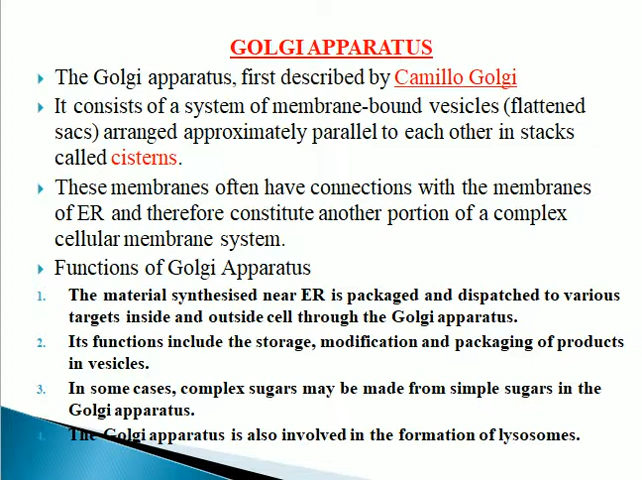 GOLGI APPARATUS
The Golgi apparatus, first described by Camillo Golgi
It consists of a system of membrane-bound vesicles (flattened
sacs) arranged approximately parallel to each other in stacks
called cisterns.
These membranes often have connections with the membranes
of ER and therefore constitute another portion of a complex
cellular membrane system.
Functions of Golgi Apparatus
1. The material synthesised near ER is packaged and dispatched to various
targets inside and outside cell through the Golgi apparatus.
2. Its functions include the storage, modification and packaging of products
in vesicles.
3. In some cases, complex sugars may be made from simple sugars in the
Golgi apparatus.
4. The Golgi apparatus is also involved in the formation of lysosomes.